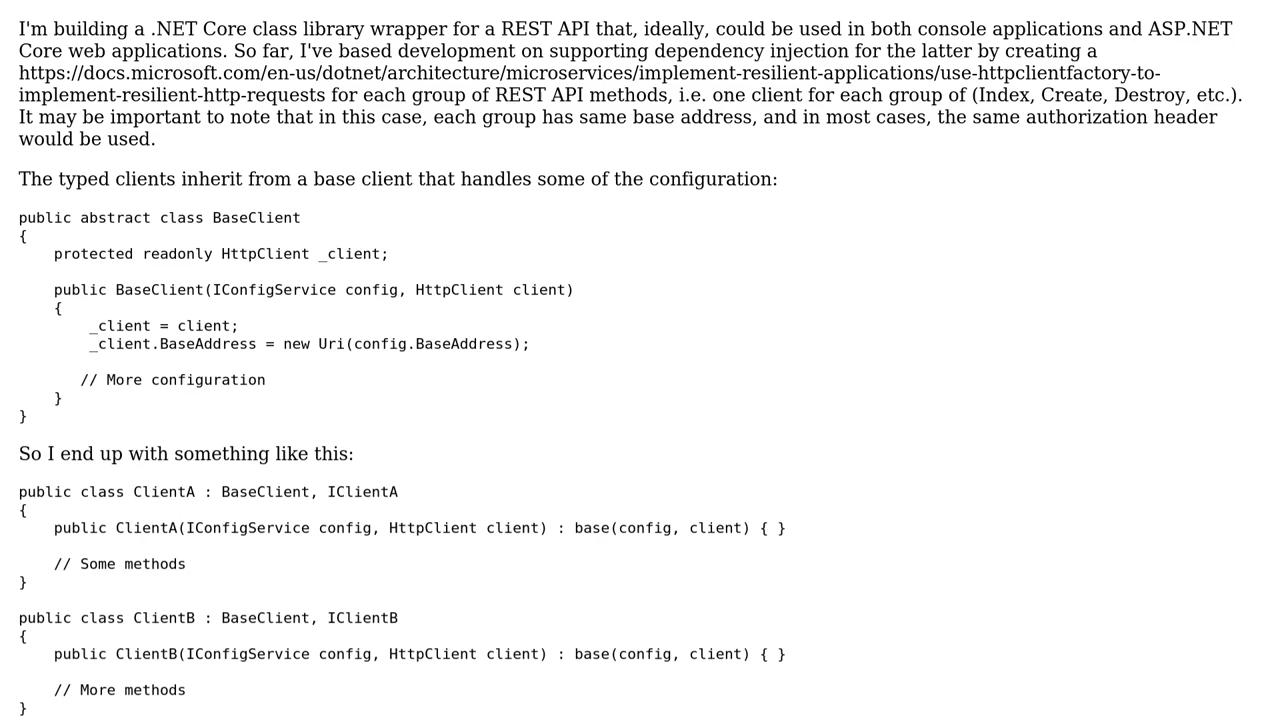 I'm building a .NET Core class library wrapper for a REST API that, ideally, could be used in both console applications and ASP.NET
Core web applications. So far, I've based development on supporting dependency injection for the latter by creating a
https://docs.microsoft.com/en-us/dotnet/architecture/microservices/implement-resilient-applications/use-httpclientfactory-to-
implement-resilient-http-requests for each group of REST API methods, i.e. one client for each group of (Index, Create, Destroy, etc.).
It may be important to note that in this case, each group has same base address, and in most cases, the same authorization header
would be used.

The typed clients inherit from a base client that handles some of the configuration:

public abstract class BaseClient
{
    protected readonly HttpClient _client;

    public BaseClient(IConfigService config, HttpClient client)
    {
        _client = client;
        _client.BaseAddress = new Uri(config.BaseAddress);

       // More configuration
    }
}

So I end up with something like this:

public class ClientA : BaseClient, IClientA
{
    public ClientA(IConfigService config, HttpClient client) : base(config, client) { }

    // Some methods
}

public class ClientB : BaseClient, IClientB
{
    public ClientB(IConfigService config, HttpClient client) : base(config, client) { }

    // More methods
}